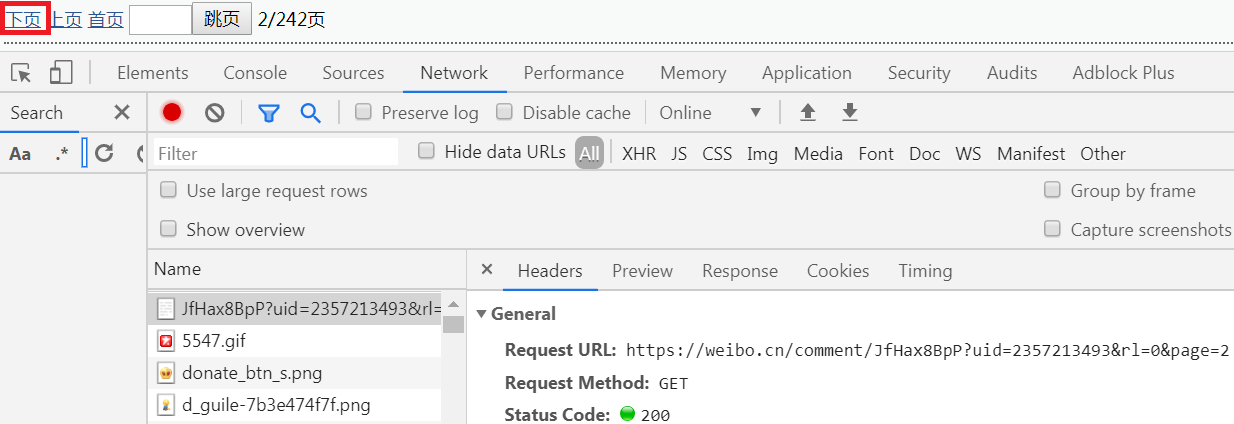 下页 上页 首页 跳页 2/242页
Elements Console Sources Network Performance Memory Application Security Audits Adblock Plus
Search Preserve log Disable cache Online
Aa .* Filter Hide data URLs All XHR JS CSS Img Media Font Doc WS Manifest Other
Use large request rows Group by frame
Show overview Capture screenshots
Name Headers Preview Response Cookies Timing
JfHax8BpP?uid=2357213493&rl=
General
5547.gif
Request URL: https://weibo.cn/comment/JfHax8BpP?uid=2357213493&rl=0&page=2
donate_btn_s.png
Request Method: GET
d_guile-7b3e474f7f.png
Status Code: 200